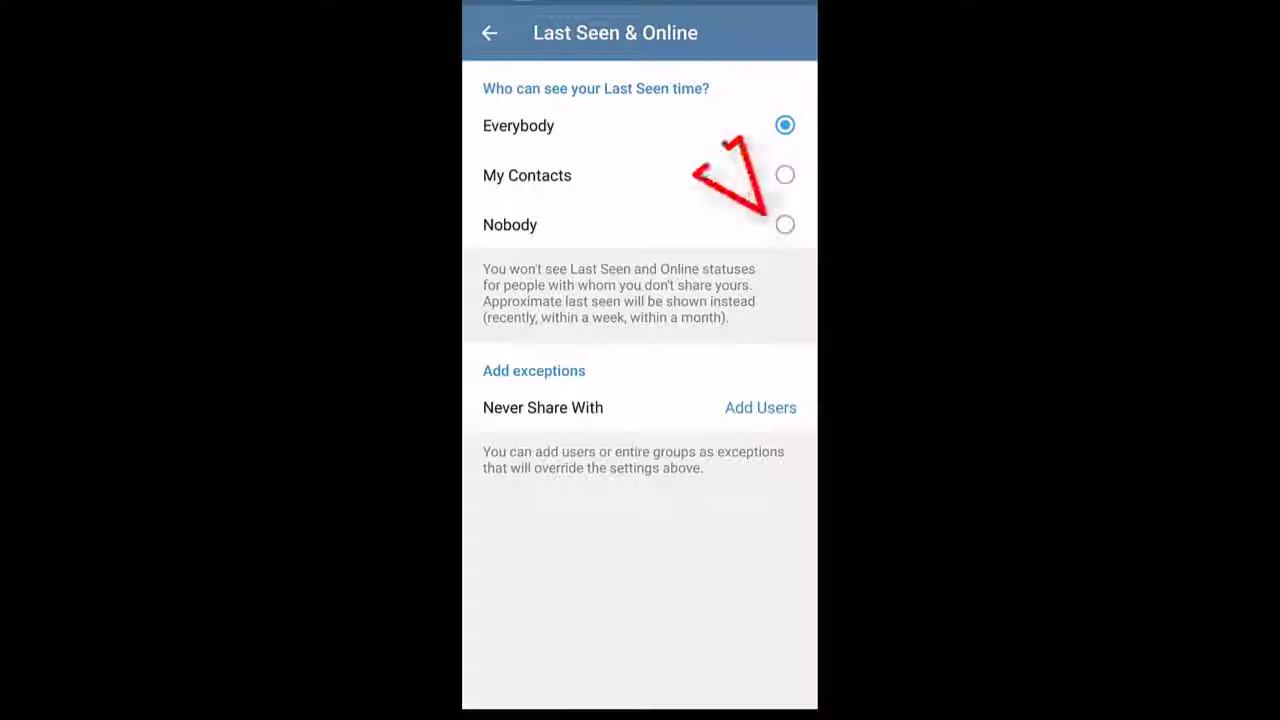 Last Seen & Online
Who can see your Last Seen time?
Everybody
My Contacts
Nobody
You won't see Last Seen and Online statuses
for people with whom you don't share yours.
Approximate last seen will be shown instead
(recently, within a week, within a month).
Add exceptions
Never Share With Add Users
You can add users or entire groups as exceptions
that will override the settings above.